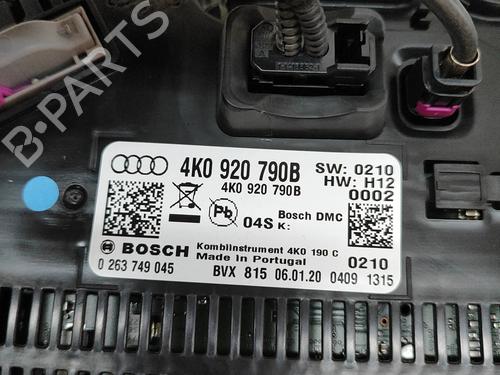 B-PARTS
4K0 920 790B
4K0 920 790B
SW: 0210
HW: H12
0002
Pb
04S
Bosch DMC
K:
BOSCH
Kombiinstrument 4K0 190 C
Made In Portugal
0210
0 263 749 045
BVX 815 06.01.20 0409 1315